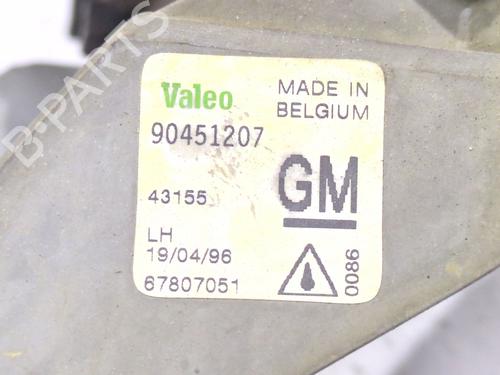 B-PARTS
Valeo
MADE IN
BELGIUM
90451207
GM
43155
LH
19/04/96
67807051
0086